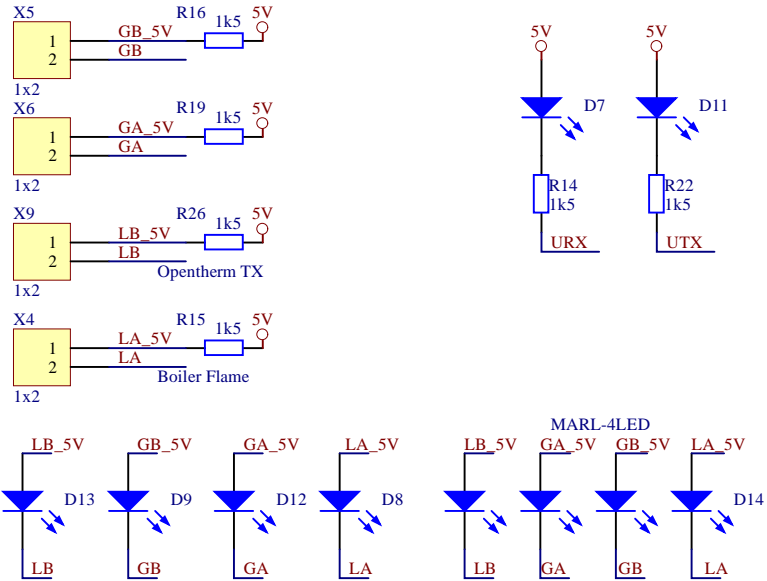 X5
R16
1k5
5V
1
GB_5V
2
GB
1x2
X6
R19
1k5
5V
1
GA_5V
2
GA
1x2
X9
R26
1k5
5V
1
LB_5V
2
LB
Opentherm TX
1x2
X4
R15
1k5
5V
1
LA_5V
2
LA
Boiler Flame
1x2
5V
5V
D7
D11
R14
1k5
R22
1k5
URX
UTX
LB_5V
GB_5V
GA_5V
LA_5V
D13
D9
D12
D8
LB
GB
GA
LA
MARL-4LED
LB_5V
GA_5V
GB_5V
LA_5V
D14
LB
GA
GB
LA